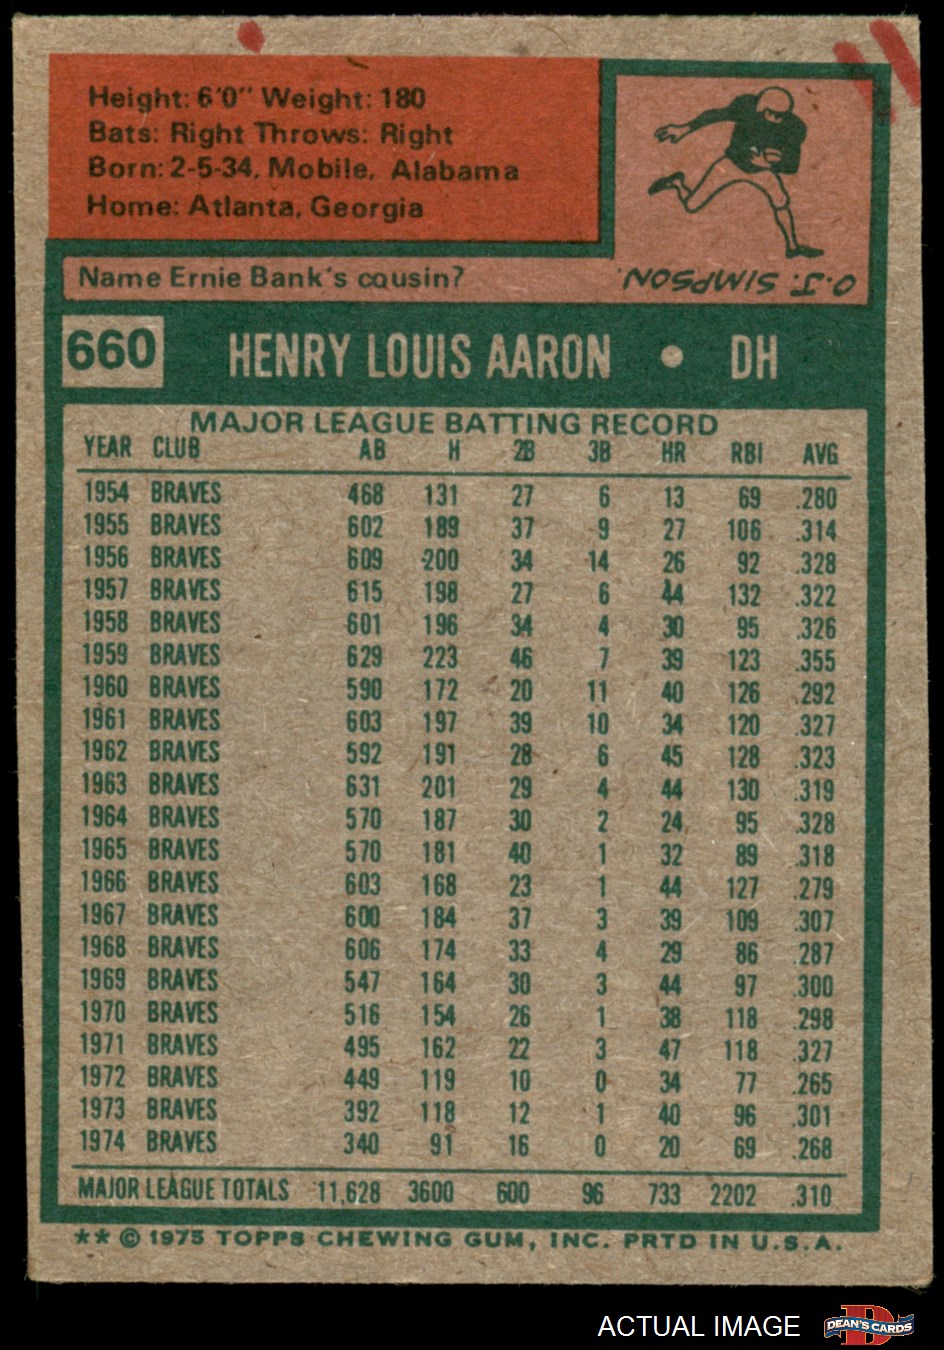 Height: 6'0" Weight: 180
Bats: Right Throws: Right
Born: 2-5-34, Mobile, Alabama
Home: Atlanta, Georgia
Name Ernie Bank's cousin?
O.J. SIMPSON.
660 HENRY LOUIS AARON • DH
MAJOR LEAGUE BATTING RECORD
YEAR CLUB AB H 2B 3B HR RBI AVG
1954 BRAVES 468 131 27 6 13 69 .280
1955 BRAVES 602 189 37 9 27 106 .314
1956 BRAVES 609 200 34 14 26 92 .328
1957 BRAVES 615 198 27 6 44 132 .322
1958 BRAVES 601 196 34 4 30 95 .326
1959 BRAVES 629 223 46 7 39 123 .355
1960 BRAVES 590 172 20 11 40 126 .292
1961 BRAVES 603 197 39 10 34 120 .327
1962 BRAVES 592 191 28 6 45 128 .323
1963 BRAVES 631 201 29 4 44 130 .319
1964 BRAVES 570 187 30 2 24 95 .328
1965 BRAVES 570 181 40 1 32 89 .318
1966 BRAVES 603 168 23 1 44 127 .279
1967 BRAVES 600 184 37 3 39 109 .307
1968 BRAVES 606 174 33 4 29 86 .287
1969 BRAVES 547 164 30 3 44 97 .300
1970 BRAVES 516 154 26 1 38 118 .298
1971 BRAVES 495 162 22 3 47 118 .327
1972 BRAVES 449 119 10 0 34 77 .265
1973 BRAVES 392 118 12 1 40 96 .301
1974 BRAVES 340 91 16 0 20 69 .268
MAJOR LEAGUE TOTALS 11,628 3600 600 96 733 2202 .310
** © 1975 TOPPS CHEWING GUM, INC. PRTD IN U.S.A.
ACTUAL IMAGE DEAN'S CARDS